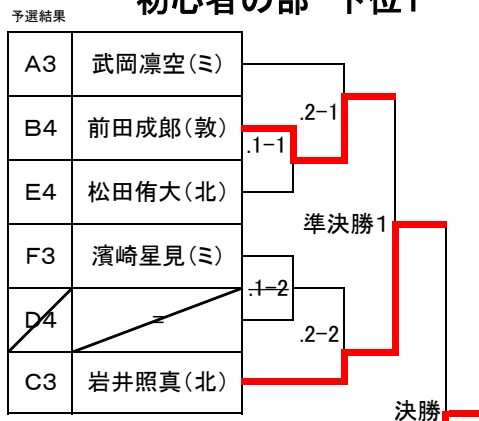 初心者の部 下位1
予選結果
A3 武岡凛空(ミ)
.2-1
B4 前田成郎(敦)
.1-1
E4 松田侑大(北)
準決勝1
F3 濱崎星見(ミ)
.1-2
D4 =
.2-2
C3 岩井照真(北)
決勝